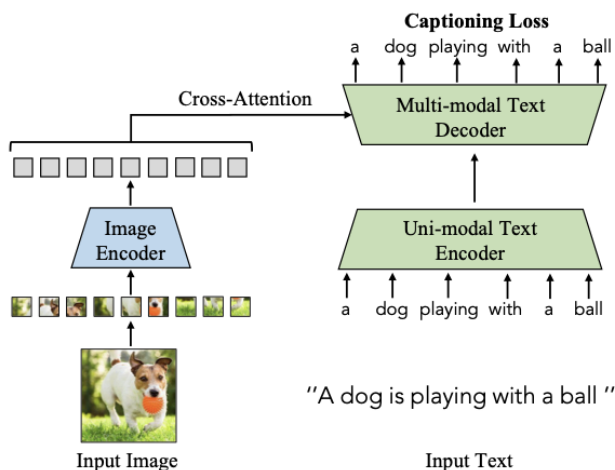 Captioning Loss
a dog playing with a ball
Cross-Attention
Multi-modal Text
Decoder
Image
Encoder
Uni-modal Text
Encoder
a dog playing with a ball
"A dog is playing with a ball "
Input Image
Input Text